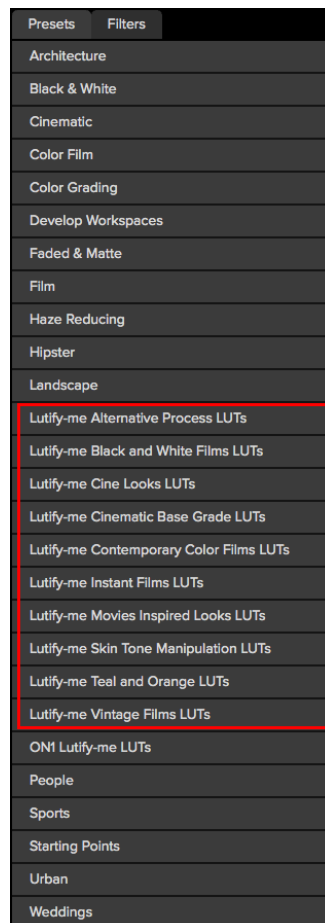 Presets Filters
Architecture
Black & White
Cinematic
Color Film
Color Grading
Develop Workspaces
Faded & Matte
Film
Haze Reducing
Hipster
Landscape
Lutify-me Alternative Process LUTs
Lutify-me Black and White Films LUTs
Lutify-me Cine Looks LUTs
Lutify-me Cinematic Base Grade LUTs
Lutify-me Contemporary Color Films LUTs
Lutify-me Instant Films LUTs
Lutify-me Movies Inspired Looks LUTs
Lutify-me Skin Tone Manipulation LUTs
Lutify-me Teal and Orange LUTs
Lutify-me Vintage Films LUTs
ON1 Lutify-me LUTs
People
Sports
Starting Points
Urban
Weddings